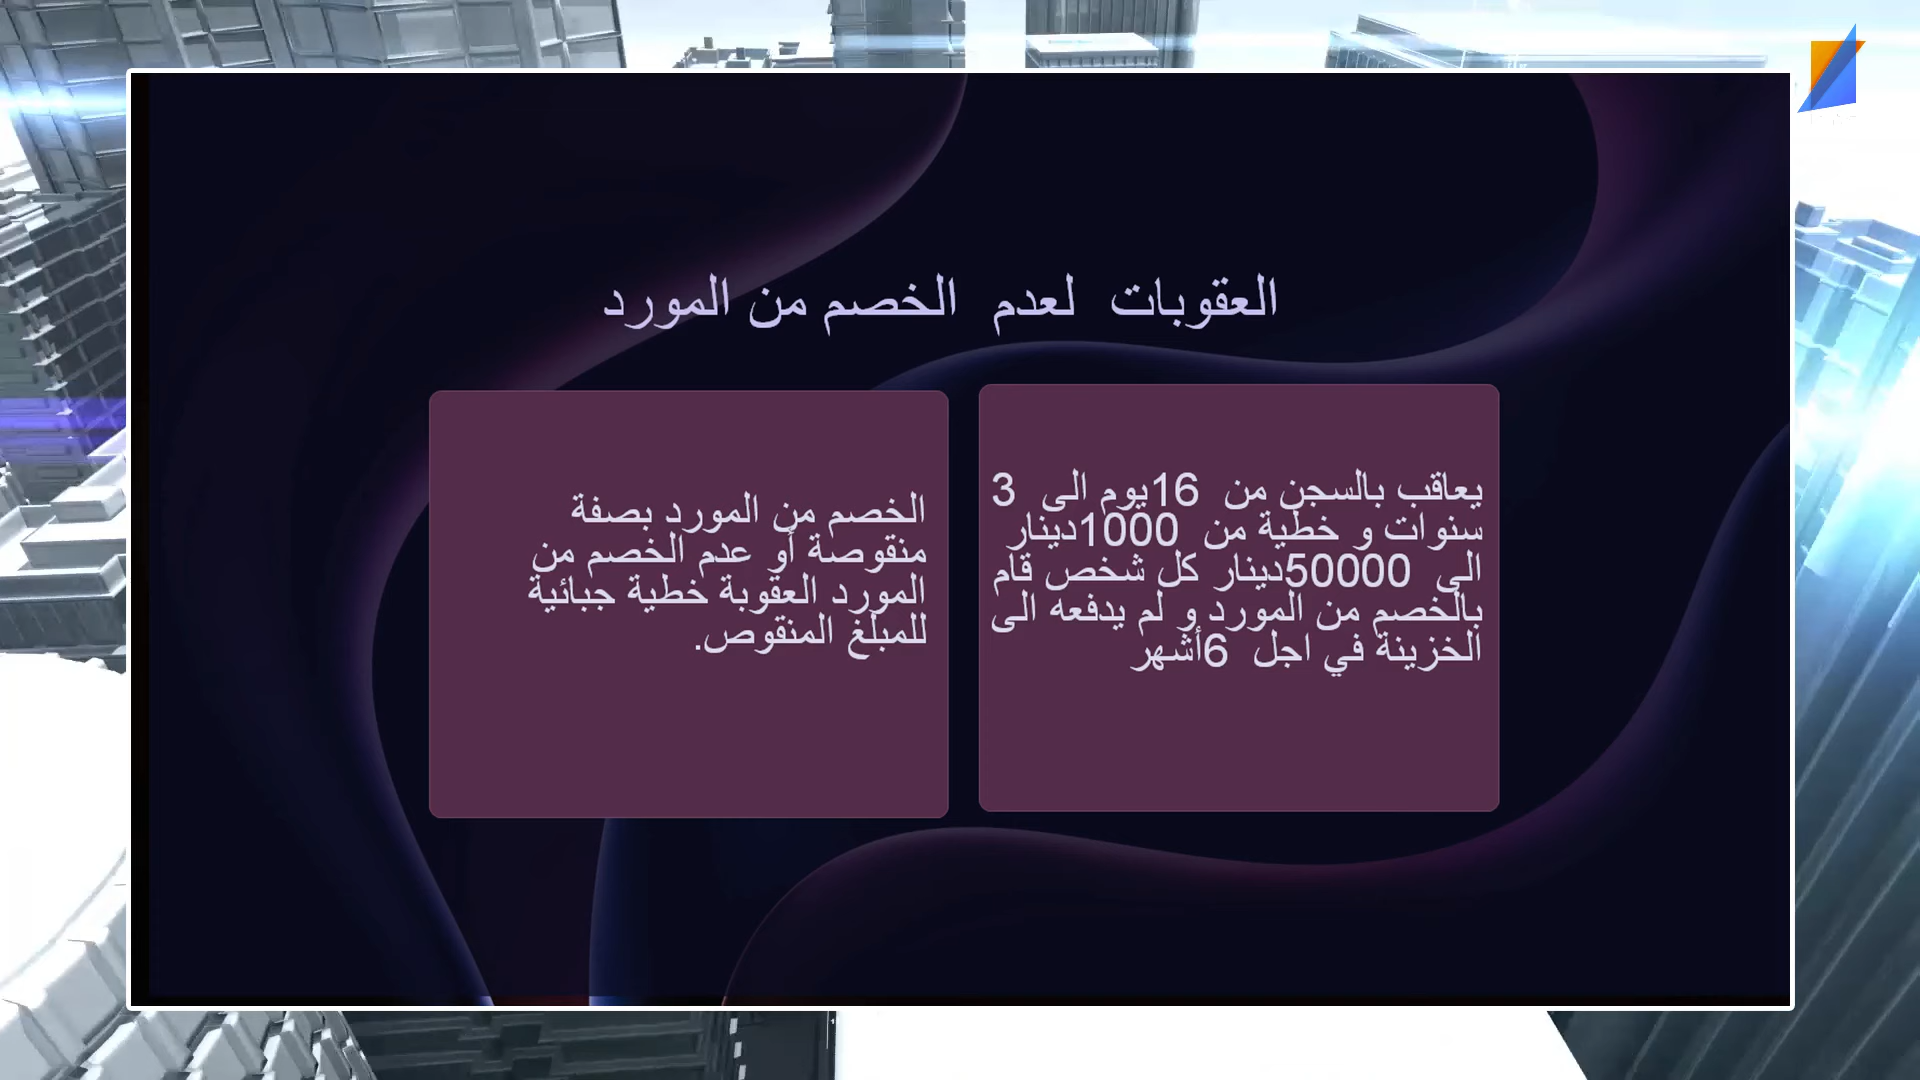 العقوبات لعدم الخصم من المورد
يعاقب بالسجن من 16يوم الى 3
سنوات و خطية من 1000دينار
الى 50000دينار كل شخص قام
بالخصم من المورد و لم يدفعه الى
الخزينة في اجل 6أشهر
الخصم من المورد بصفة
منقوصة أو عدم الخصم من
المورد العقوبة خطية جبائية
للمبلغ المنقوص.